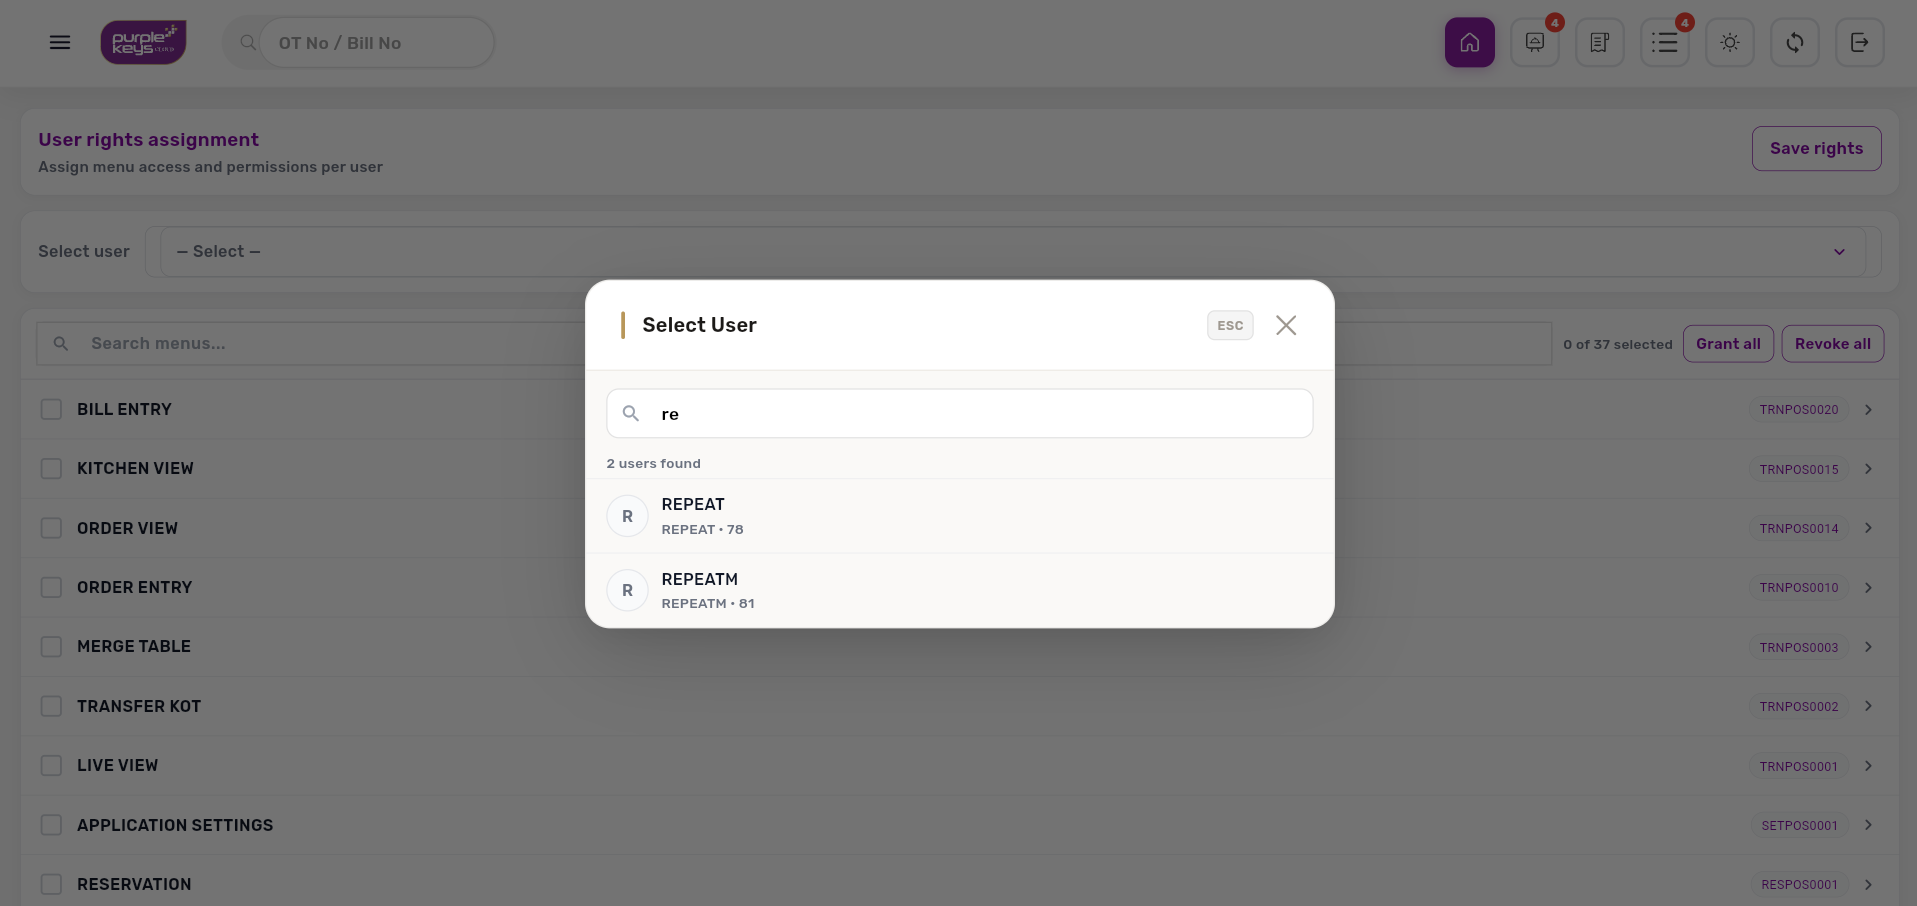 purple
keys
OT No / Bill No
4
4
User rights assignment
Assign menu access and permissions per user
Save rights
Select user
— Select —
Select User
ESC
Search menus...
0 of 37 selected
Grant all
Revoke all
re
2 users found
R
REPEAT
REPEAT • 78
R
REPEATM
REPEATM • 81
BILL ENTRY
TRNPOS0020
KITCHEN VIEW
TRNPOS0015
ORDER VIEW
TRNPOS0014
ORDER ENTRY
TRNPOS0010
MERGE TABLE
TRNPOS0003
TRANSFER KOT
TRNPOS0002
LIVE VIEW
TRNPOS0001
APPLICATION SETTINGS
SETPOS0001
RESERVATION
RESPOS0001